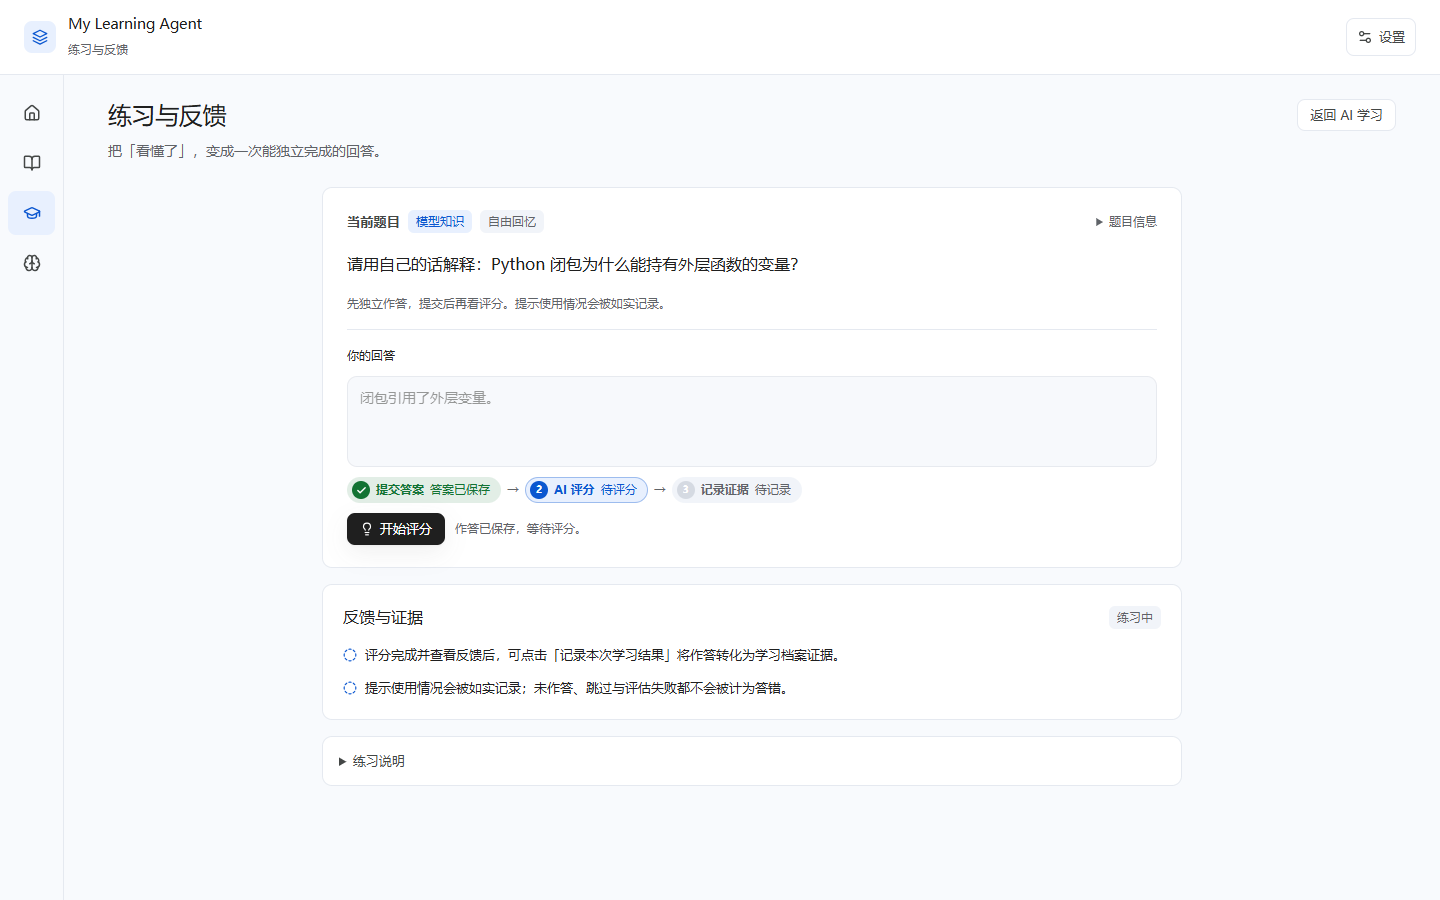 My Learning Agent
练习与反馈
设置
练习与反馈
返回 AI 学习
把「看懂了」，变成一次能独立完成的回答。
当前题目 模型知识 自由回忆
题目信息
请用自己的话解释：Python 闭包为什么能持有外层函数的变量？
先独立作答，提交后再看评分。提示使用情况会被如实记录。
你的回答
闭包引用了外层变量。
提交答案 答案已保存 → 2 AI 评分 待评分 → 3 记录证据 待记录
开始评分 作答已保存，等待评分。
反馈与证据
练习中
评分完成并查看反馈后，可点击「记录本次学习结果」将作答转化为学习档案证据。
提示使用情况会被如实记录；未作答、跳过与评估失败都不会被计为答错。
练习说明